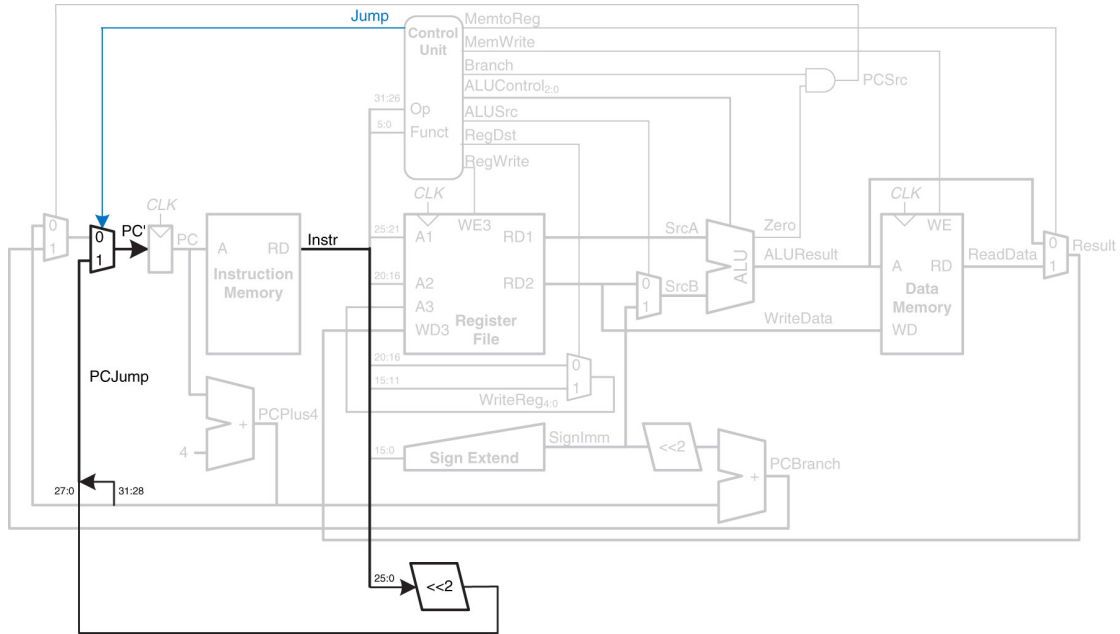 Jump
MemtoReg
Control
Unit
MemWrite
Branch
PCSrc
ALUControl2:0
31:26
Op
ALUSrc
5:0
Funct
RegDst
RegWrite
CLK
CLK
CLK
0
1
0
1
PC'
PC
A
RD
Instr
Instruction
Memory
25:21
A1
WE3
RD1
20:16
A2
RD2
A3
WD3
Register
File
SrcA
Zero
0
1
SrcB
ALU
ALUResult
WE
A
RD
Data
Memory
WD
ReadData
0
1
Result
WriteData
20:16
0
15:11
1
WriteReg4:0
PCJump
PCPlus4
+
4
SignImm
15:0
Sign Extend
<<2
PCBranch
+
27:0
31:28
25:0
<<2